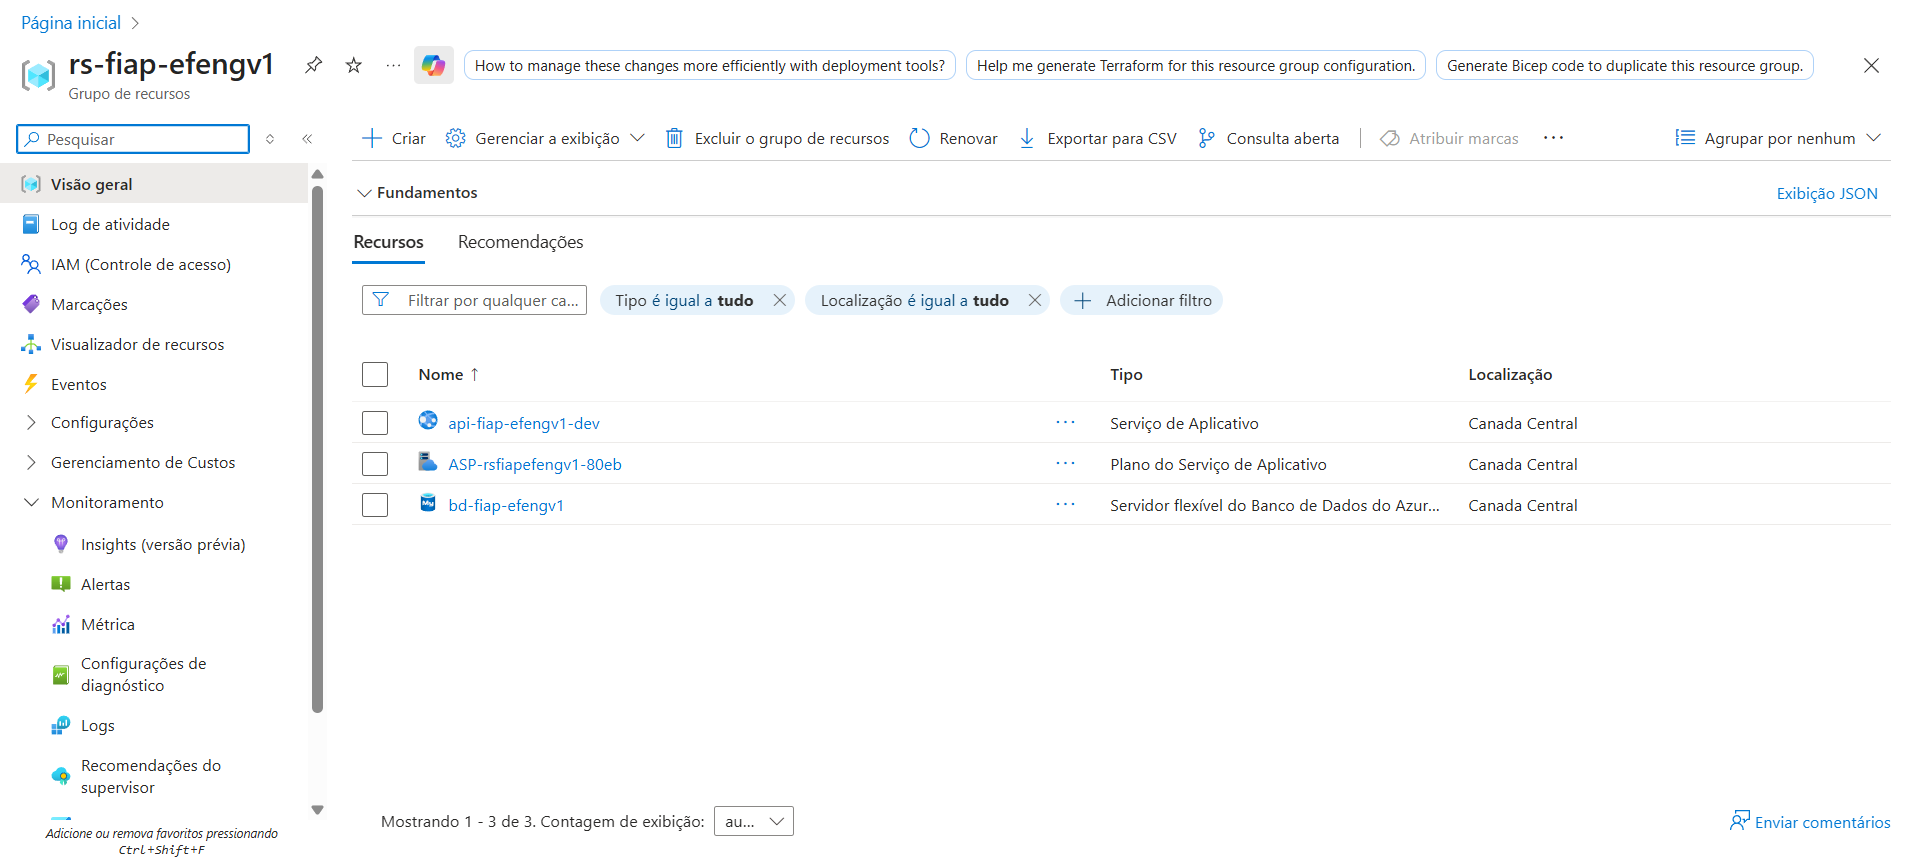 Página inicial
rs-fiap-efengv1
Grupo de recursos
How to manage these changes more efficiently with deployment tools?
Help me generate Terraform for this resource group configuration.
Generate Bicep code to duplicate this resource group.
Pesquisar
Criar
Gerenciar a exibição
Excluir o grupo de recursos
Renovar
Exportar para CSV
Consulta aberta
Atribuir marcas
Agrupar por nenhum
Visão geral
Log de atividade
IAM (Controle de acesso)
Marcações
Visualizador de recursos
Eventos
Configurações
Gerenciamento de Custos
Monitoramento
Insights (versão prévia)
Alertas
Métrica
Configurações de
diagnóstico
Logs
Recomendações do
supervisor
Adicione ou remova favoritos pressionando
Ctrl+Shift+F
Fundamentos
Exibição JSON
Recursos
Recomendações
Filtrar por qualquer ca...
Tipo é igual a tudo
Localização é igual a tudo
Adicionar filtro
Nome ↑
Tipo
Localização
api-fiap-efengv1-dev
Serviço de Aplicativo
Canada Central
ASP-rsfiapefengv1-80eb
Plano do Serviço de Aplicativo
Canada Central
My
bd-fiap-efengv1
Servidor flexível do Banco de Dados do Azur...
Canada Central
Mostrando 1 - 3 de 3. Contagem de exibição:
au...
Enviar comentários